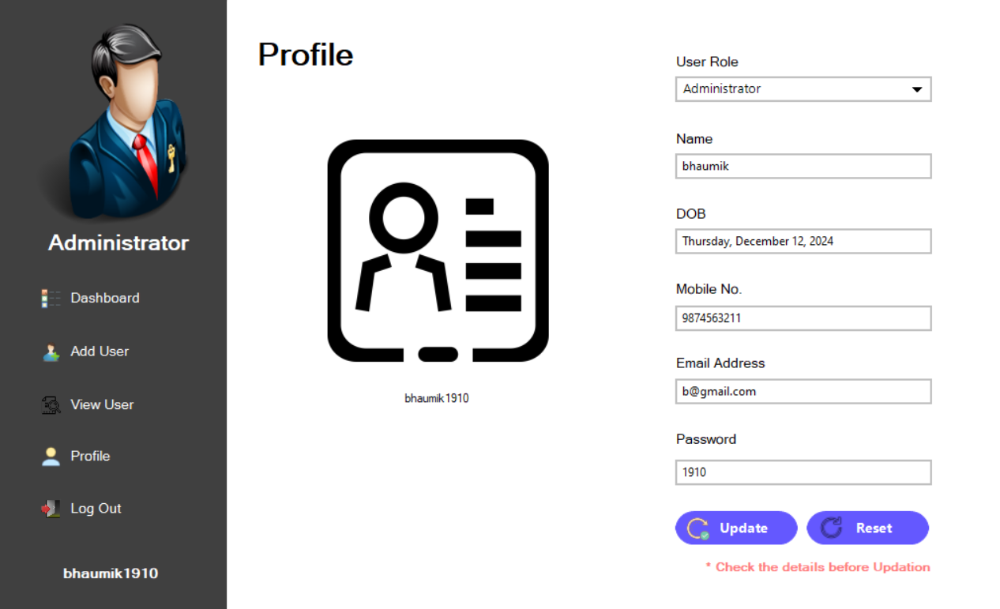 Administrator
Dashboard
Add User
View User
Profile
Log Out
bhaumik1910
Profile
bhaumik1910
User Role
Administrator
Name
bhaumik
DOB
Thursday, December 12, 2024
Mobile No.
9874563211
Email Address
b@gmail.com
Password
1910
Update
Reset
* Check the details before Updation